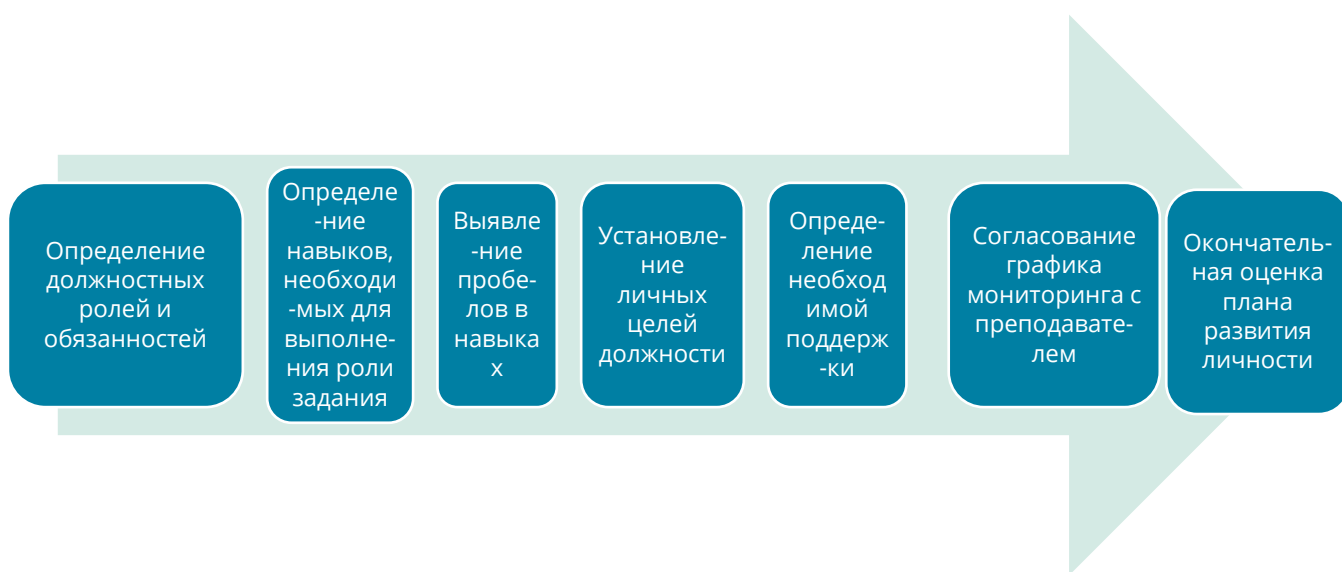 Определение
должностных
ролей и
обязанностей
Определе
-ние
навыков,
необходи
-мых для
выполне-
ния роли
задания
Выявле
-ние
пробе-
лов в
навыка
х
Установле-
ние
личных
целей
должности
Опреде-
ление
необход
имой
поддерж
-ки
Согласование
графика
мониторинга с
преподавате-
лем
Окончатель-
ная оценка
плана
развития
личности